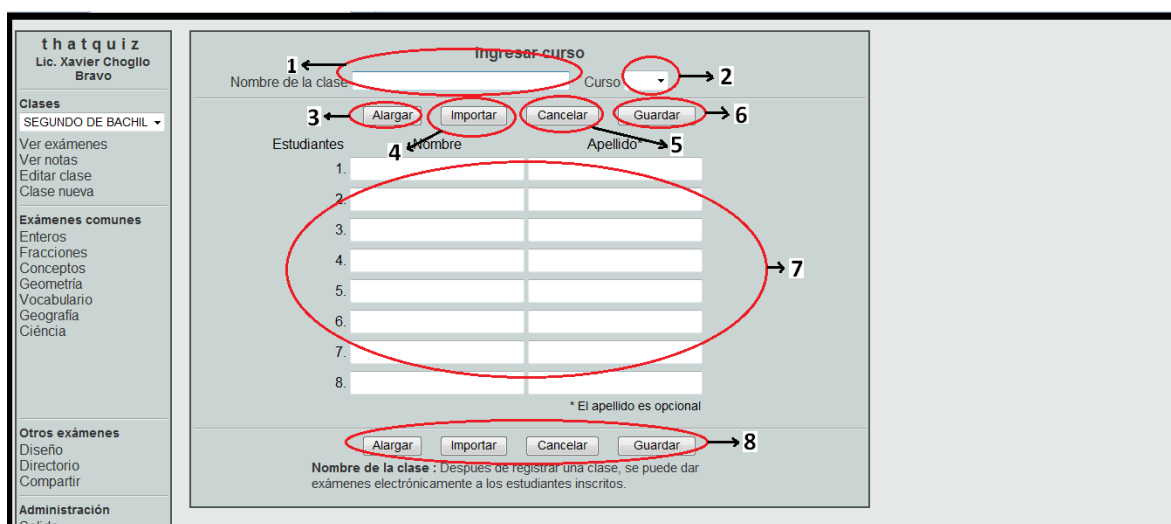 thatquiz
Lic. Xavier Chogllo
Bravo
Clases
SEGUNDO DE BACHIL
Ver exámenes
Ver notas
Editar clase
Clase nueva
Exámenes comunes
Enteros
Fracciones
Conceptos
Geometría
Vocabulario
Geografía
Ciéncia
Otros exámenes
Diseño
Directorio
Compartir
Administración
Salida
Ingresar curso
1
Nombre de la clase Curso 2
3 Alargar Importar Cancelar Guardar 6
4 5
Estudiantes Nombre Apellido*
1.
2.
3.
4.
7
5.
6.
7.
8.
* El apellido es opcional
Alargar Importar Cancelar Guardar 8
Nombre de la clase : Después de registrar una clase, se puede dar
exámenes electrónicamente a los estudiantes inscritos.